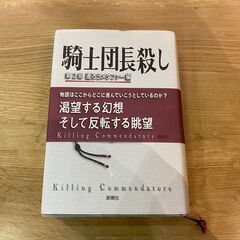 騎士団長殺し
第2部 遷ろうメタファー編
物語はここからどこに進んでいこうとしているのか?
渇望する幻想
そして反転する眺望
Killing Commendatore
Killing Commendatore
新潮社